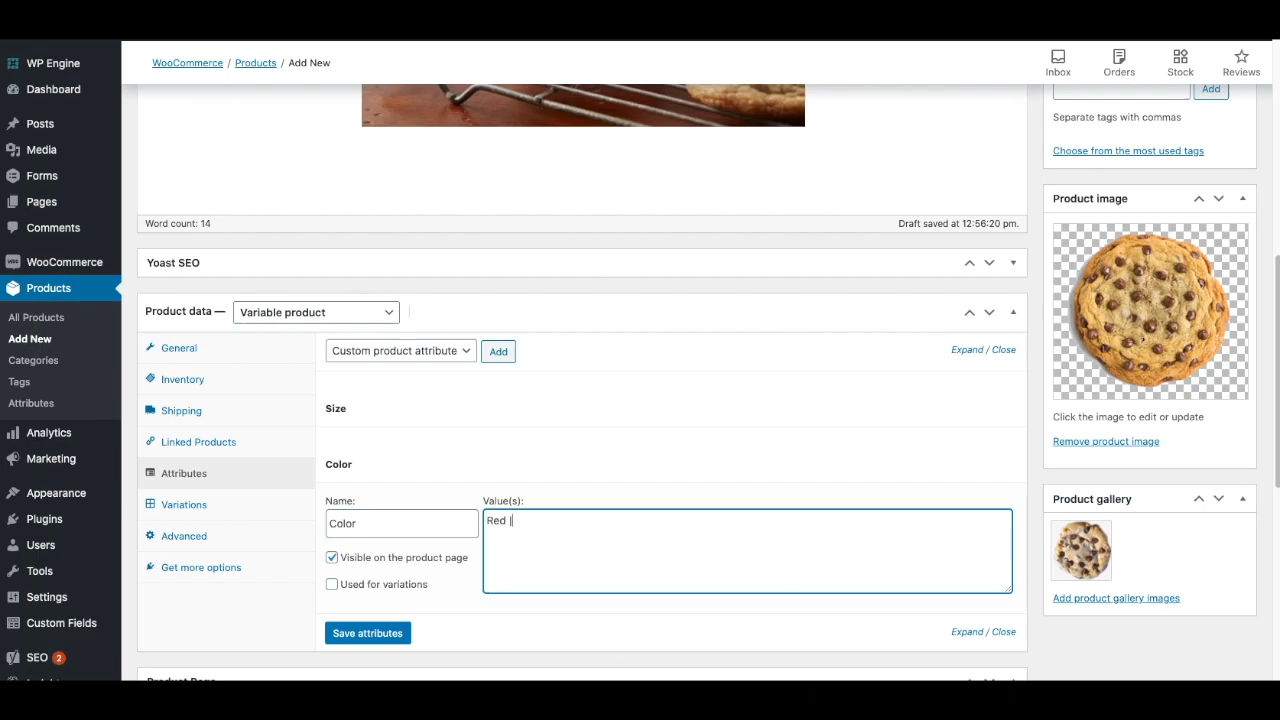 WP Engine
Dashboard
Posts
Media
Forms
Pages
Comments
WooCommerce
Products
All Products
Add New
Categories
Tags
Attributes
Analytics
Marketing
Appearance
Plugins
Users
Tools
Settings
Custom Fields
SEO 2
WooCommerce / Products / Add New
Inbox
Orders
Stock
Reviews
Word count: 14
Draft saved at 12:56:20 pm.
Yoast SEO
Product data —
Variable product
General
Inventory
Shipping
Linked Products
Attributes
Variations
Advanced
Get more options
Custom product attribute
Add
Expand / Close
Size
Color
Name:
Value(s):
Color
Red |
Visible on the product page
Used for variations
Save attributes
Expand / Close
Add
Separate tags with commas
Choose from the most used tags
Product image
Click the image to edit or update
Remove product image
Product gallery
Add product gallery images